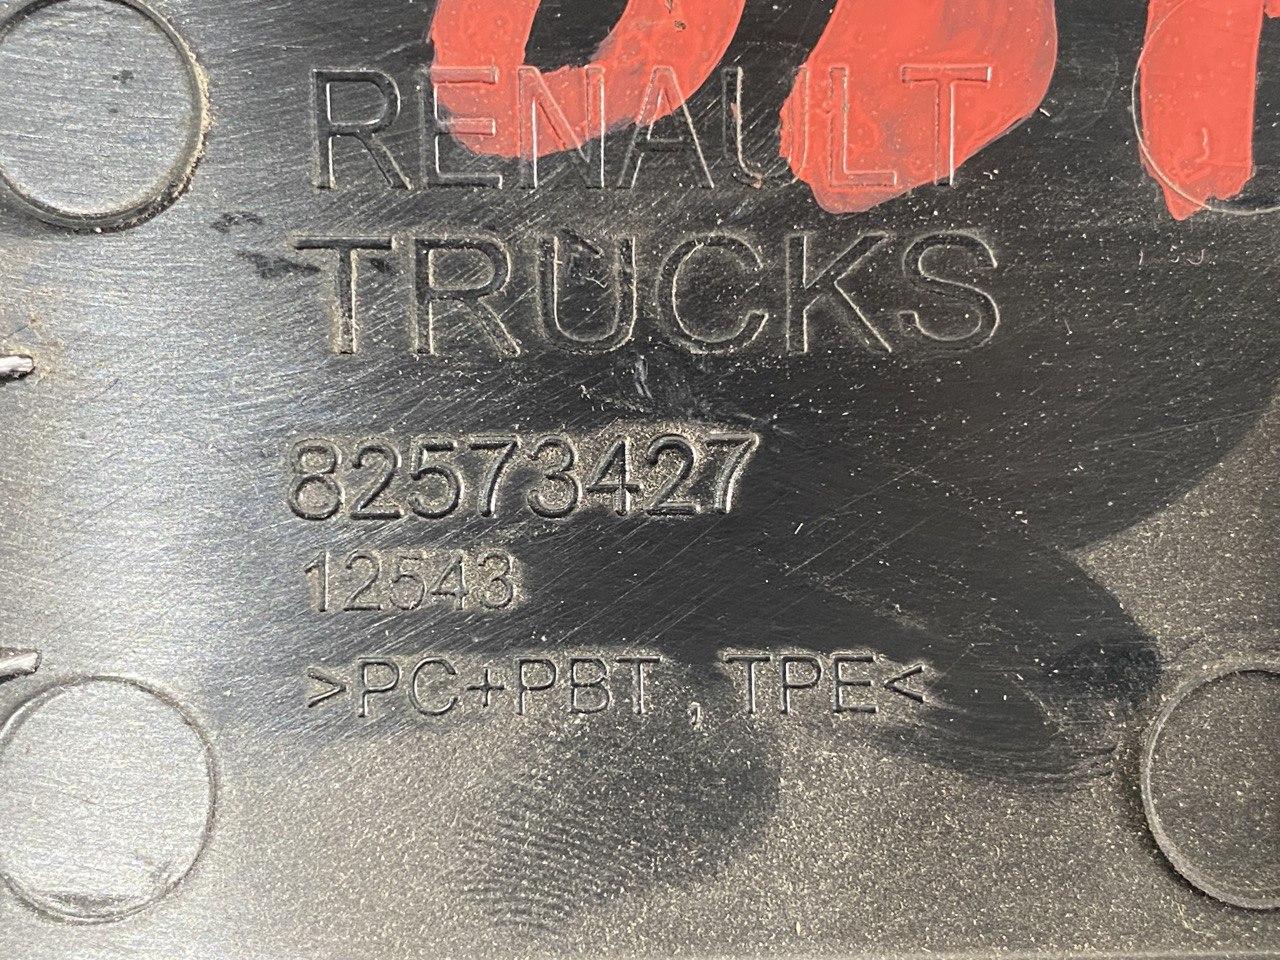 RENAULT
TRUCKS
82573427
12543
>PC+PBT, TPE<